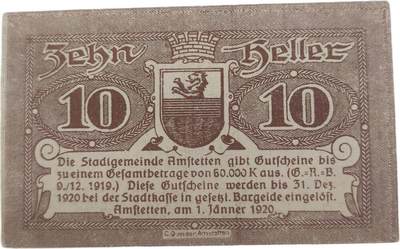 Zehn Heller
10 10
Die Stadtgemeinde Amstetten gibt Gutscheine bis
zu einem Gesamtbetrage von 60.000 K aus. (G.-R.-B.
9./12. 1919.) Diese Gutscheine werden bis 31. Dez.
1920 bei der Stadtkasse in gesetzl. Bargelde eingelöst.
Amstetten, am 1. Jänner 1920.
Amstetten